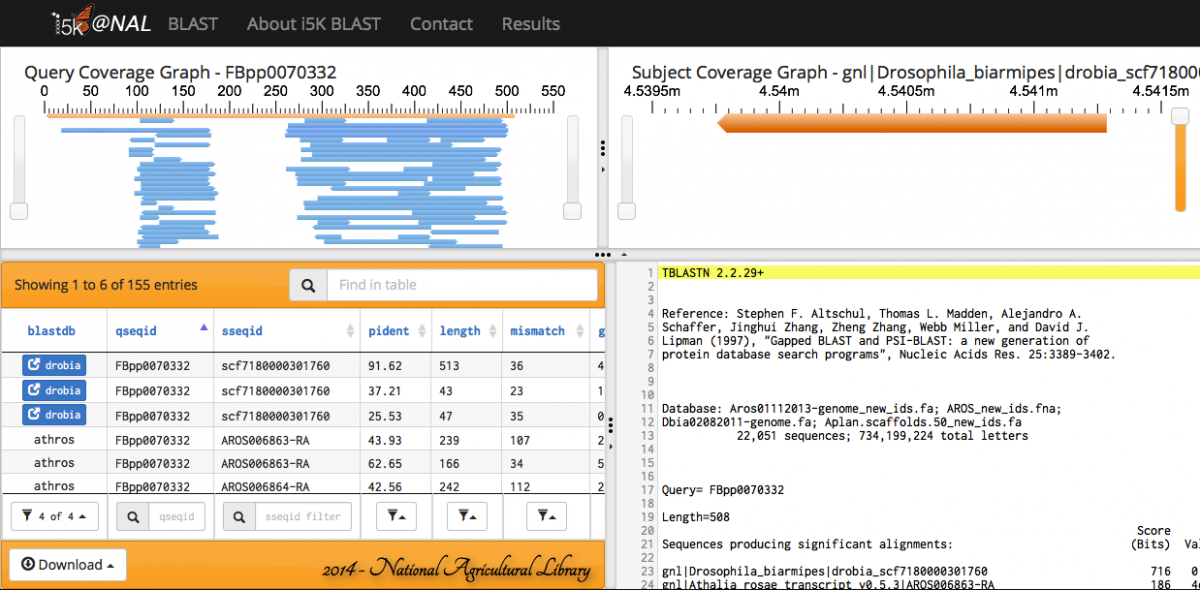 i5k @NAL BLAST About i5K BLAST Contact Results
Query Coverage Graph - FBpp0070332
0 50 100 150 200 250 300 350 400 450 500 550
Subject Coverage Graph - gnl|Drosophila_biarmipes|drobia_scf71800
4.5395m 4.54m 4.5405m 4.541m 4.5415m
Showing 1 to 6 of 155 entries
Find in table
blastdb qseqid sseqid pident length mismatch g
drobia FBpp0070332 scf7180000301760 91.62 513 36 4
drobia FBpp0070332 scf7180000301760 37.21 43 23 1
drobia FBpp0070332 scf7180000301760 25.53 47 35 0
athros FBpp0070332 AROS006863-RA 43.93 239 107 2
athros FBpp0070332 AROS006863-RA 62.65 166 34 5
athros FBpp0070332 AROS006864-RA 42.56 242 112 2
4 of 4 qseqid sseqid filter
Download
2014 - National Agricultural Library
1 TBLASTN 2.2.29+
2
3
4 Reference: Stephen F. Altschul, Thomas L. Madden, Alejandro A.
5 Schaffer, Jinghui Zhang, Zheng Zhang, Webb Miller, and David J.
6 Lipman (1997), "Gapped BLAST and PSI-BLAST: a new generation of
7 protein database search programs", Nucleic Acids Res. 25:3389-3402.
8
9
10
11 Database: Aros01112013-genome_new_ids.fa; AROS_new_ids.fna;
12 Dbia02082011-genome.fa; Aplan.scaffolds.50_new_ids.fa
13 22,051 sequences; 734,199,224 total letters
14
15
16
17 Query= FBpp0070332
18
19 Length=508
20 Score
21 Sequences producing significant alignments: (Bits) Val
22
23 gnl|Drosophila_biarmipes|drobia_scf7180000301760 716 0
24 gnl|Athalia_rosae_transcript_v0.5.3|AROS006863-RA 186